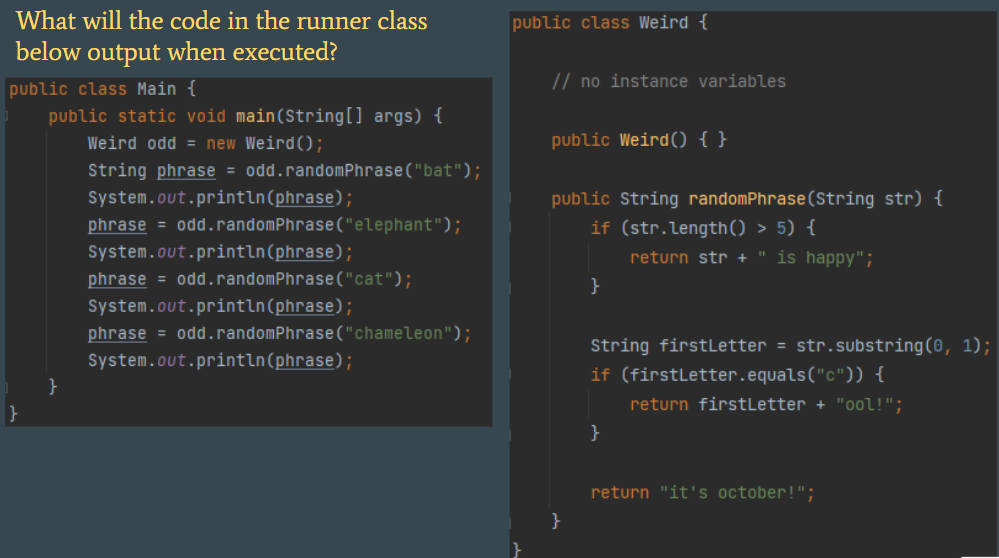 What will the code in the runner class
below output when executed?
public class Main {
    public static void main(String[] args) {
        Weird odd = new Weird();
        String phrase = odd.randomPhrase("bat");
        System.out.println(phrase);
        phrase = odd.randomPhrase("elephant");
        System.out.println(phrase);
        phrase = odd.randomPhrase("cat");
        System.out.println(phrase);
        phrase = odd.randomPhrase("chameleon");
        System.out.println(phrase);
    }
}
public class Weird {
    // no instance variables
    public Weird() { }
    public String randomPhrase(String str) {
        if (str.length() > 5) {
            return str + " is happy";
        }
        String firstLetter = str.substring(0, 1);
        if (firstLetter.equals("c")) {
            return firstLetter + "ool!";
        }
        return "it's october!";
    }
}